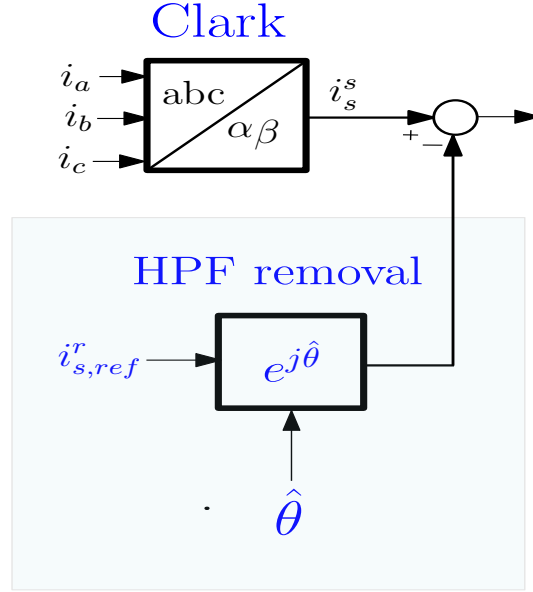 Clark
i_a
abc
i_s^s
i_b
αβ
+
−
i_c
HPF removal
i_{s,ref}^r
e^{jθ̂}
θ̂